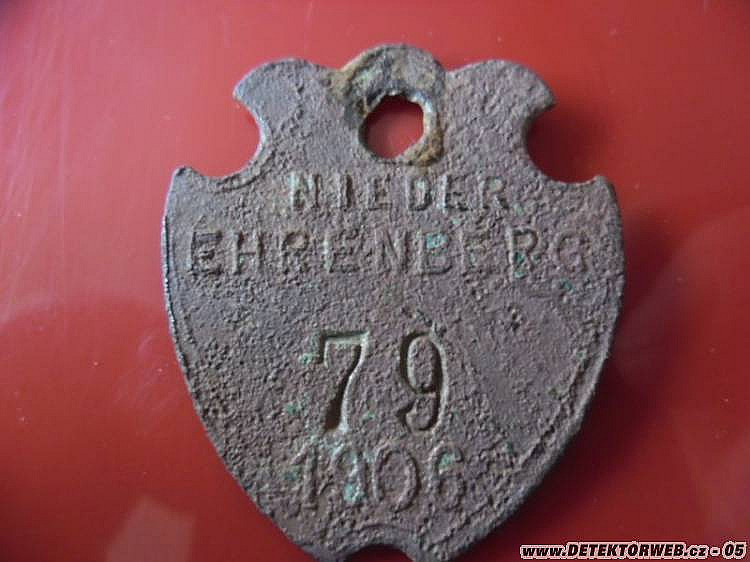 NIEDER
EHRENBERG
79
1906
www.DETEKTORWEB.cz - 05